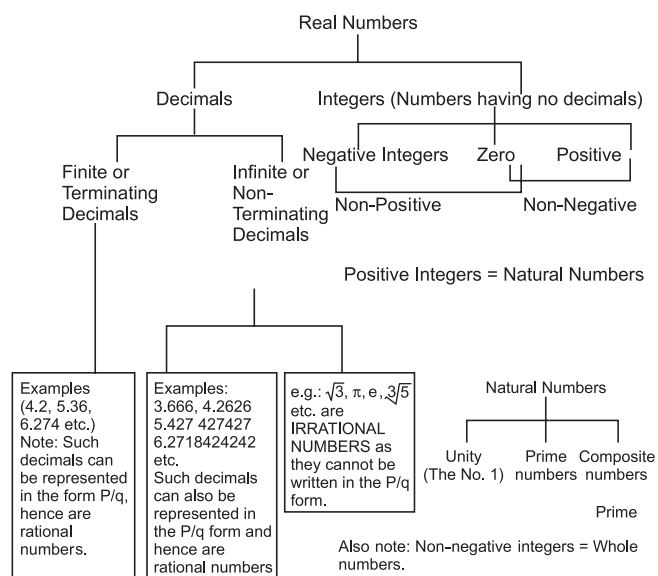 Real Numbers
Decimals
Integers (Numbers having no decimals)
Negative Integers
Zero
Positive
Finite or
Terminating
Decimals
Infinite or
Non-
Terminating
Decimals
Non-Positive
Non-Negative
Positive Integers = Natural Numbers
Examples
(4.2, 5.36,
6.274 etc.)
Note: Such
decimals can
be represented
in the form P/q,
hence are
rational
numbers.
Examples:
3.666, 4.2626
5.427 427427
6.2718424242
etc.
Such decimals
can also be
represented in
the P/q form and
hence are
rational numbers
e.g.: √3, π, e, 3√5
etc. are
IRRATIONAL
NUMBERS as
they cannot be
written in the P/q
form.
Natural Numbers
Unity
(The No. 1)
Prime
numbers
Composite
numbers
Prime
Also note: Non-negative integers = Whole
numbers.